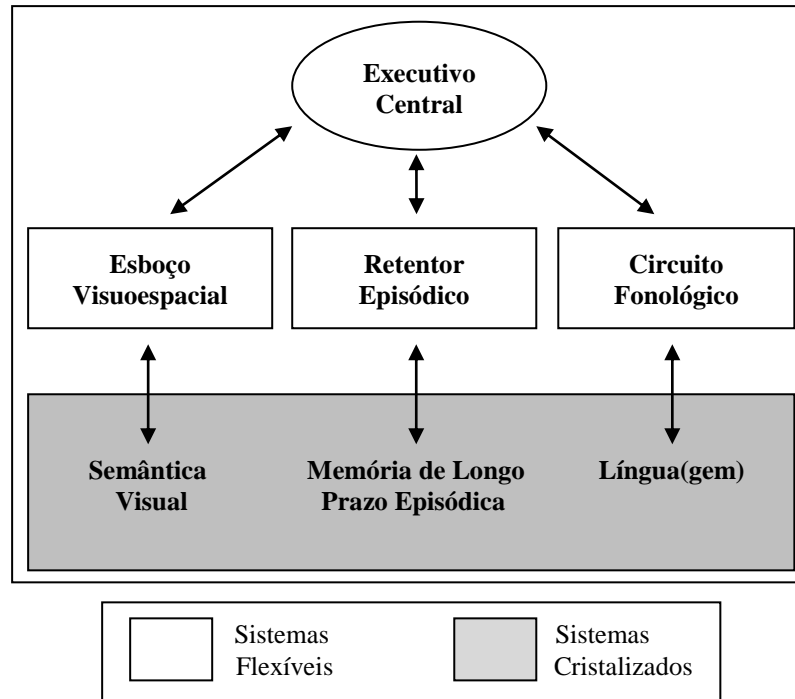 Executivo
Central
Esboço
Visuoespacial
Retentor
Episódico
Circuito
Fonológico
Semântica
Visual
Memória de Longo
Prazo Episódica
Língua(gem)
Sistemas
Flexíveis
Sistemas
Cristalizados